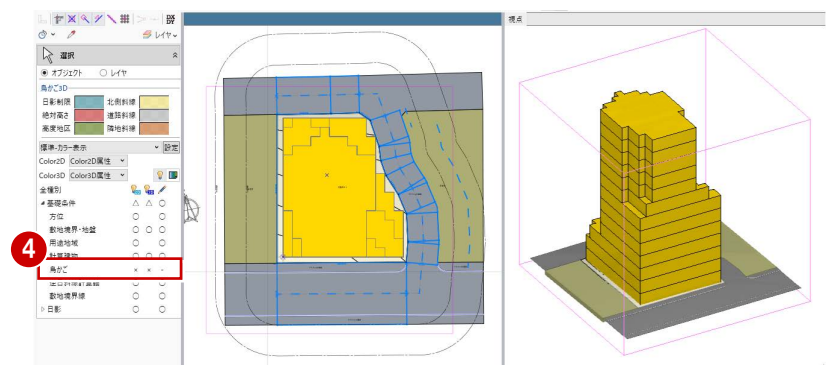 視点
レイヤ
選択
オブジェクト レイヤ
鳥かご3D
日影制限 北側斜線
絶対高さ 道路斜線
高度地区 隣地斜線
標準-カラー表示 設定
Color2D Color2D属性
Color3D Color3D属性
全種別
基礎条件 △ △ ○
方位 ○ ○
敷地境界・地盤 ○ ○ ○
用途地域 ○ ○
4
鳥かご × × -
敷地境界線 ○ ○
日影 ○ ○